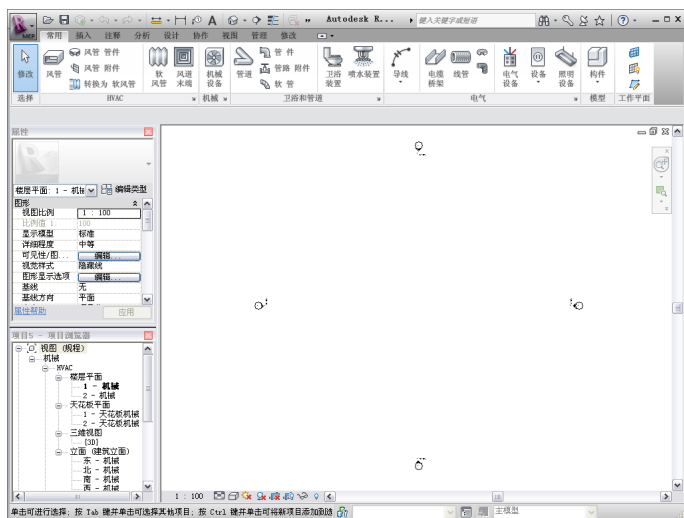 Autodesk R...
键入关键字或短语
常用 插入 注释 分析 设计 协作 视图 管理 修改
修改
风管
风管 管件
风管 附件
转换为 软风管
软风管
风道末端
机械设备
管道
管件
管路 附件
软管
卫浴装置
喷水装置
导线
电缆桥架
线管
电气设备
设备
照明设备
构件
选择 HVAC 机械 卫浴和管道 电气 模型 工作平面
属性
楼层平面: 1 - 机械 编辑类型
图形
视图比例 1 : 100
比例值 1: 100
显示模型 标准
详细程度 中等
可见性/图... 编辑...
视觉样式 隐藏线
图形显示选项 编辑...
基线 无
基线方向 平面
属性帮助 应用
项目5 - 项目浏览器
视图 (规程)
机械
HVAC
楼层平面
1 - 机械
2 - 机械
天花板平面
1 - 天花板机械
2 - 天花板机械
三维视图
{3D}
立面 (建筑立面)
东 - 机械
北 - 机械
南 - 机械
西 - 机械
1 : 100
单击可进行选择; 按 Tab 键并单击可选择其他项目; 按 Ctrl 键并单击可将新项目添加到选
主模型